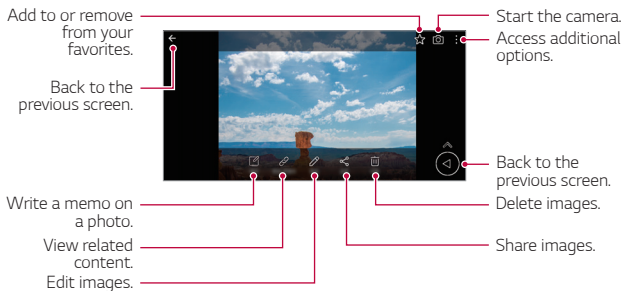 Add to or remove
from your
favorites.
Back to the
previous screen.
Write a memo on
a photo.
View related
content.
Edit images.
Start the camera.
Access additional
options.
Back to the
previous screen.
Delete images.
Share images.